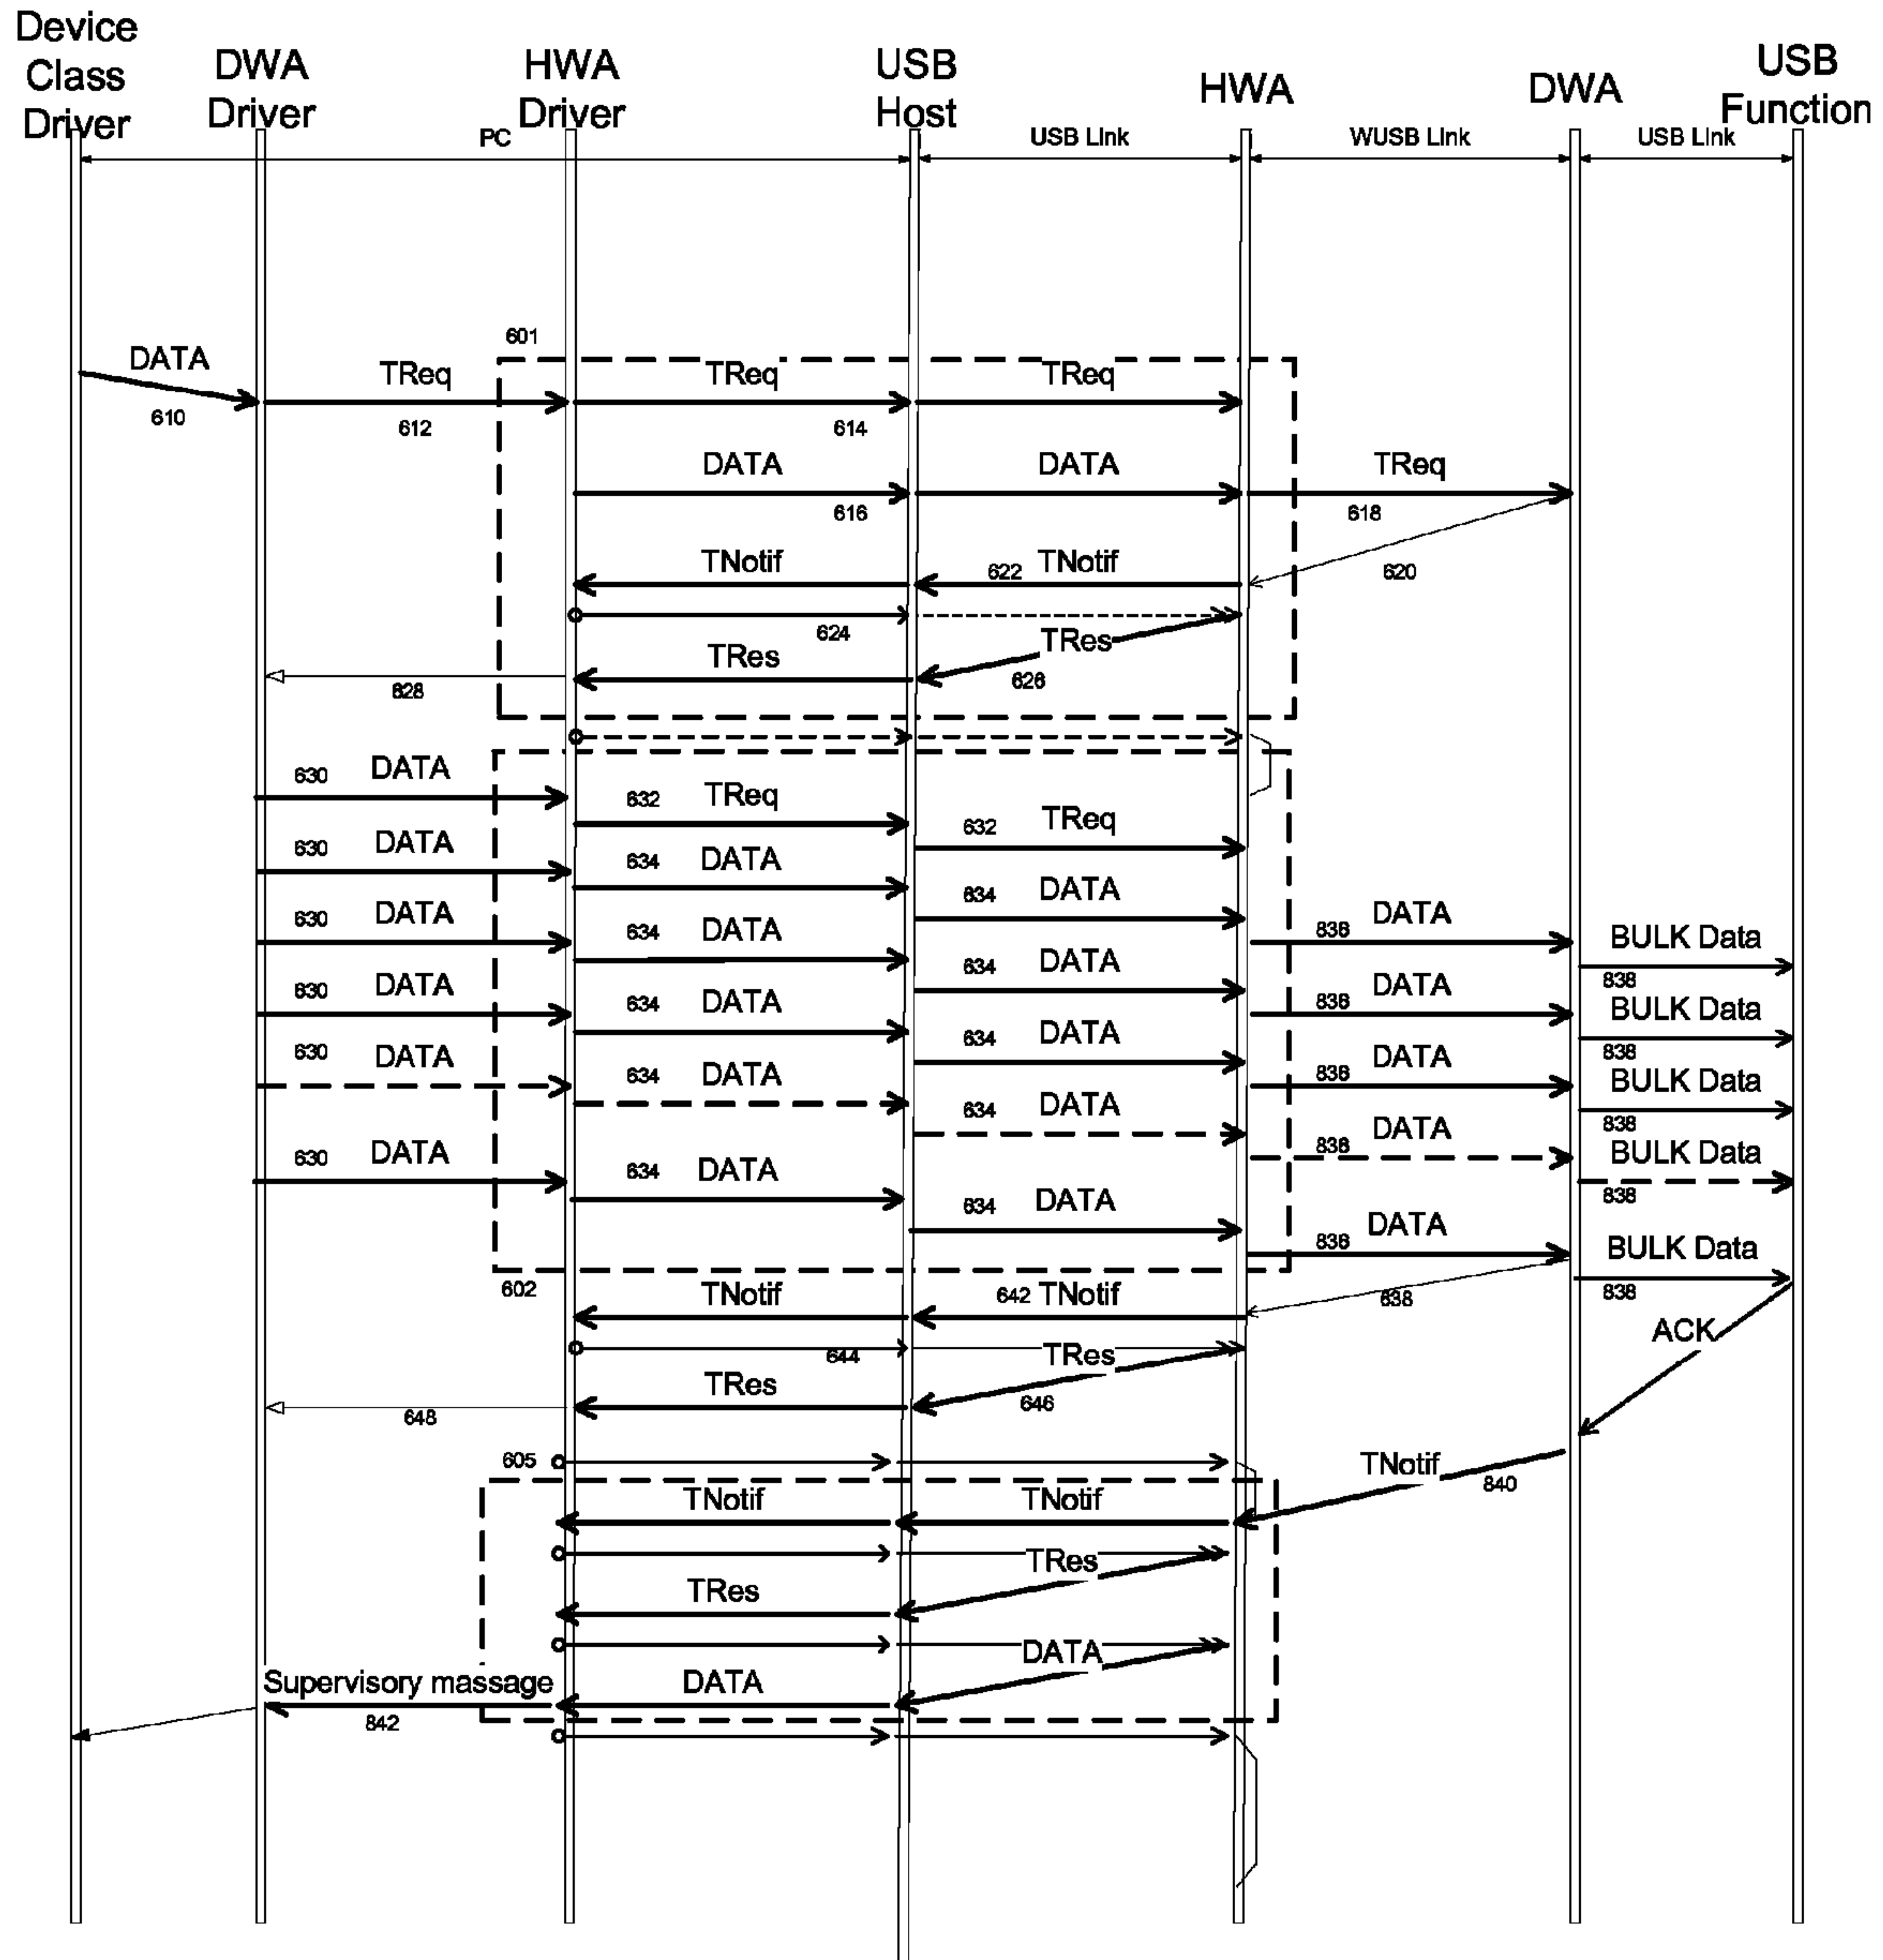 Device
Class
Driver
DWA
Driver
HWA
Driver
USB
Host
HWA
DWA
USB
Function
PC
USB Link
WUSB Link
USB Link
601
DATA
TReq
TReq
TReq
610
612
614
DATA
DATA
TReq
616
618
TNotif
622
TNotif
620
624
TRes
TRes
628
626
630
DATA
632
TReq
632
TReq
630
DATA
634
DATA
634
DATA
630
DATA
634
DATA
836
DATA
BULK Data
634
DATA
838
630
DATA
634
DATA
836
DATA
BULK Data
634
DATA
838
630
DATA
634
DATA
836
DATA
BULK Data
634
DATA
838
836
DATA
BULK Data
630
DATA
634
DATA
838
634
DATA
836
DATA
BULK Data
602
TNotif
642
TNotif
638
838
ACK
644
TRes
TRes
646
648
605
TNotif
840
TNotif
TNotif
TRes
TRes
DATA
Supervisory massage
DATA
842